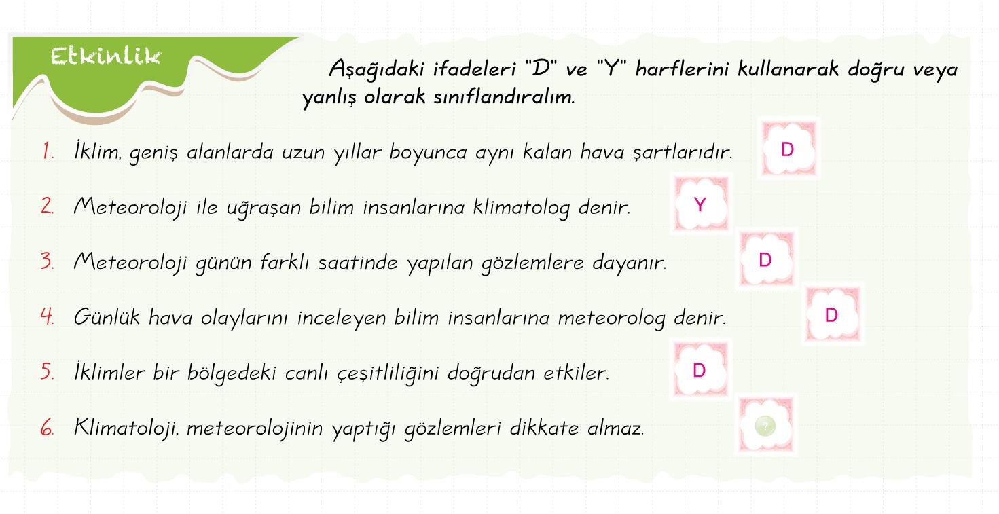 Etkinlik
Aşağıdaki ifadeleri "D" ve "Y" harflerini kullanarak doğru veya
yanlış olarak sınıflandıralım.
1. İklim, geniş alanlarda uzun yıllar boyunca aynı kalan hava şartlarıdır. D
2. Meteoroloji ile uğraşan bilim insanlarına klimatolog denir. Y
3. Meteoroloji günün farklı saatinde yapılan gözlemlere dayanır. D
4. Günlük hava olaylarını inceleyen bilim insanlarına meteorolog denir. D
5. İklimler bir bölgedeki canlı çeşitliliğini doğrudan etkiler. D
6. Klimatoloji, meteorolojinin yaptığı gözlemleri dikkate almaz. ?